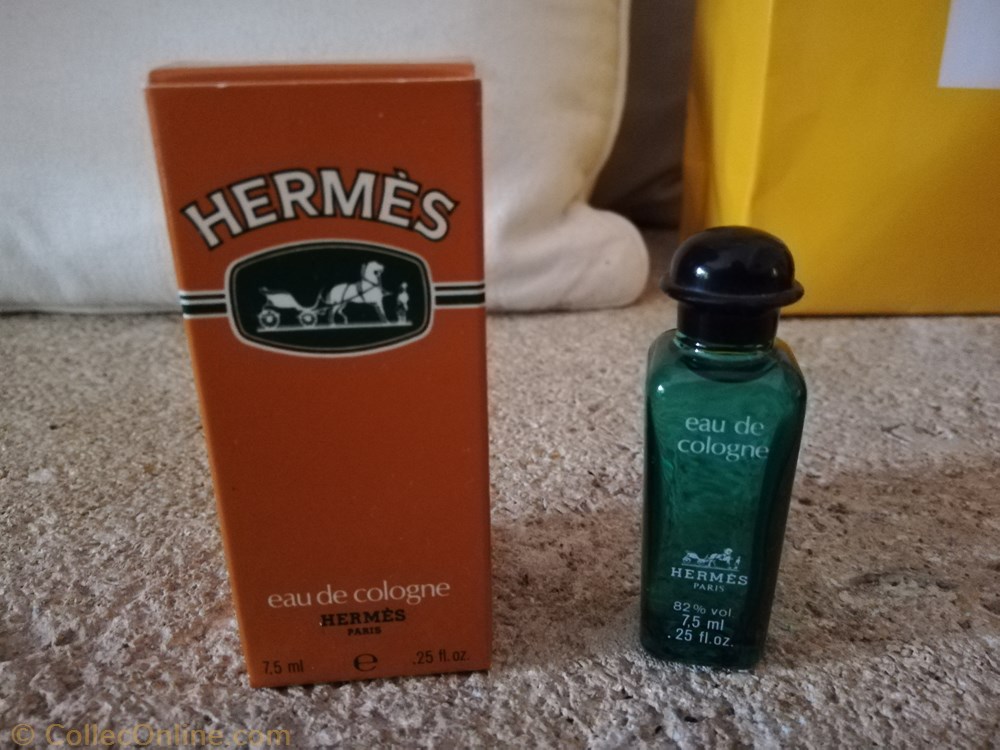 HERMÈS
eau de cologne
HERMÈS
PARIS
7,5 ml e .25 fl.oz.
eau de
cologne
HERMÈS
PARIS
82% vol
7,5 ml
.25 fl.oz.
© CollecOnline.com